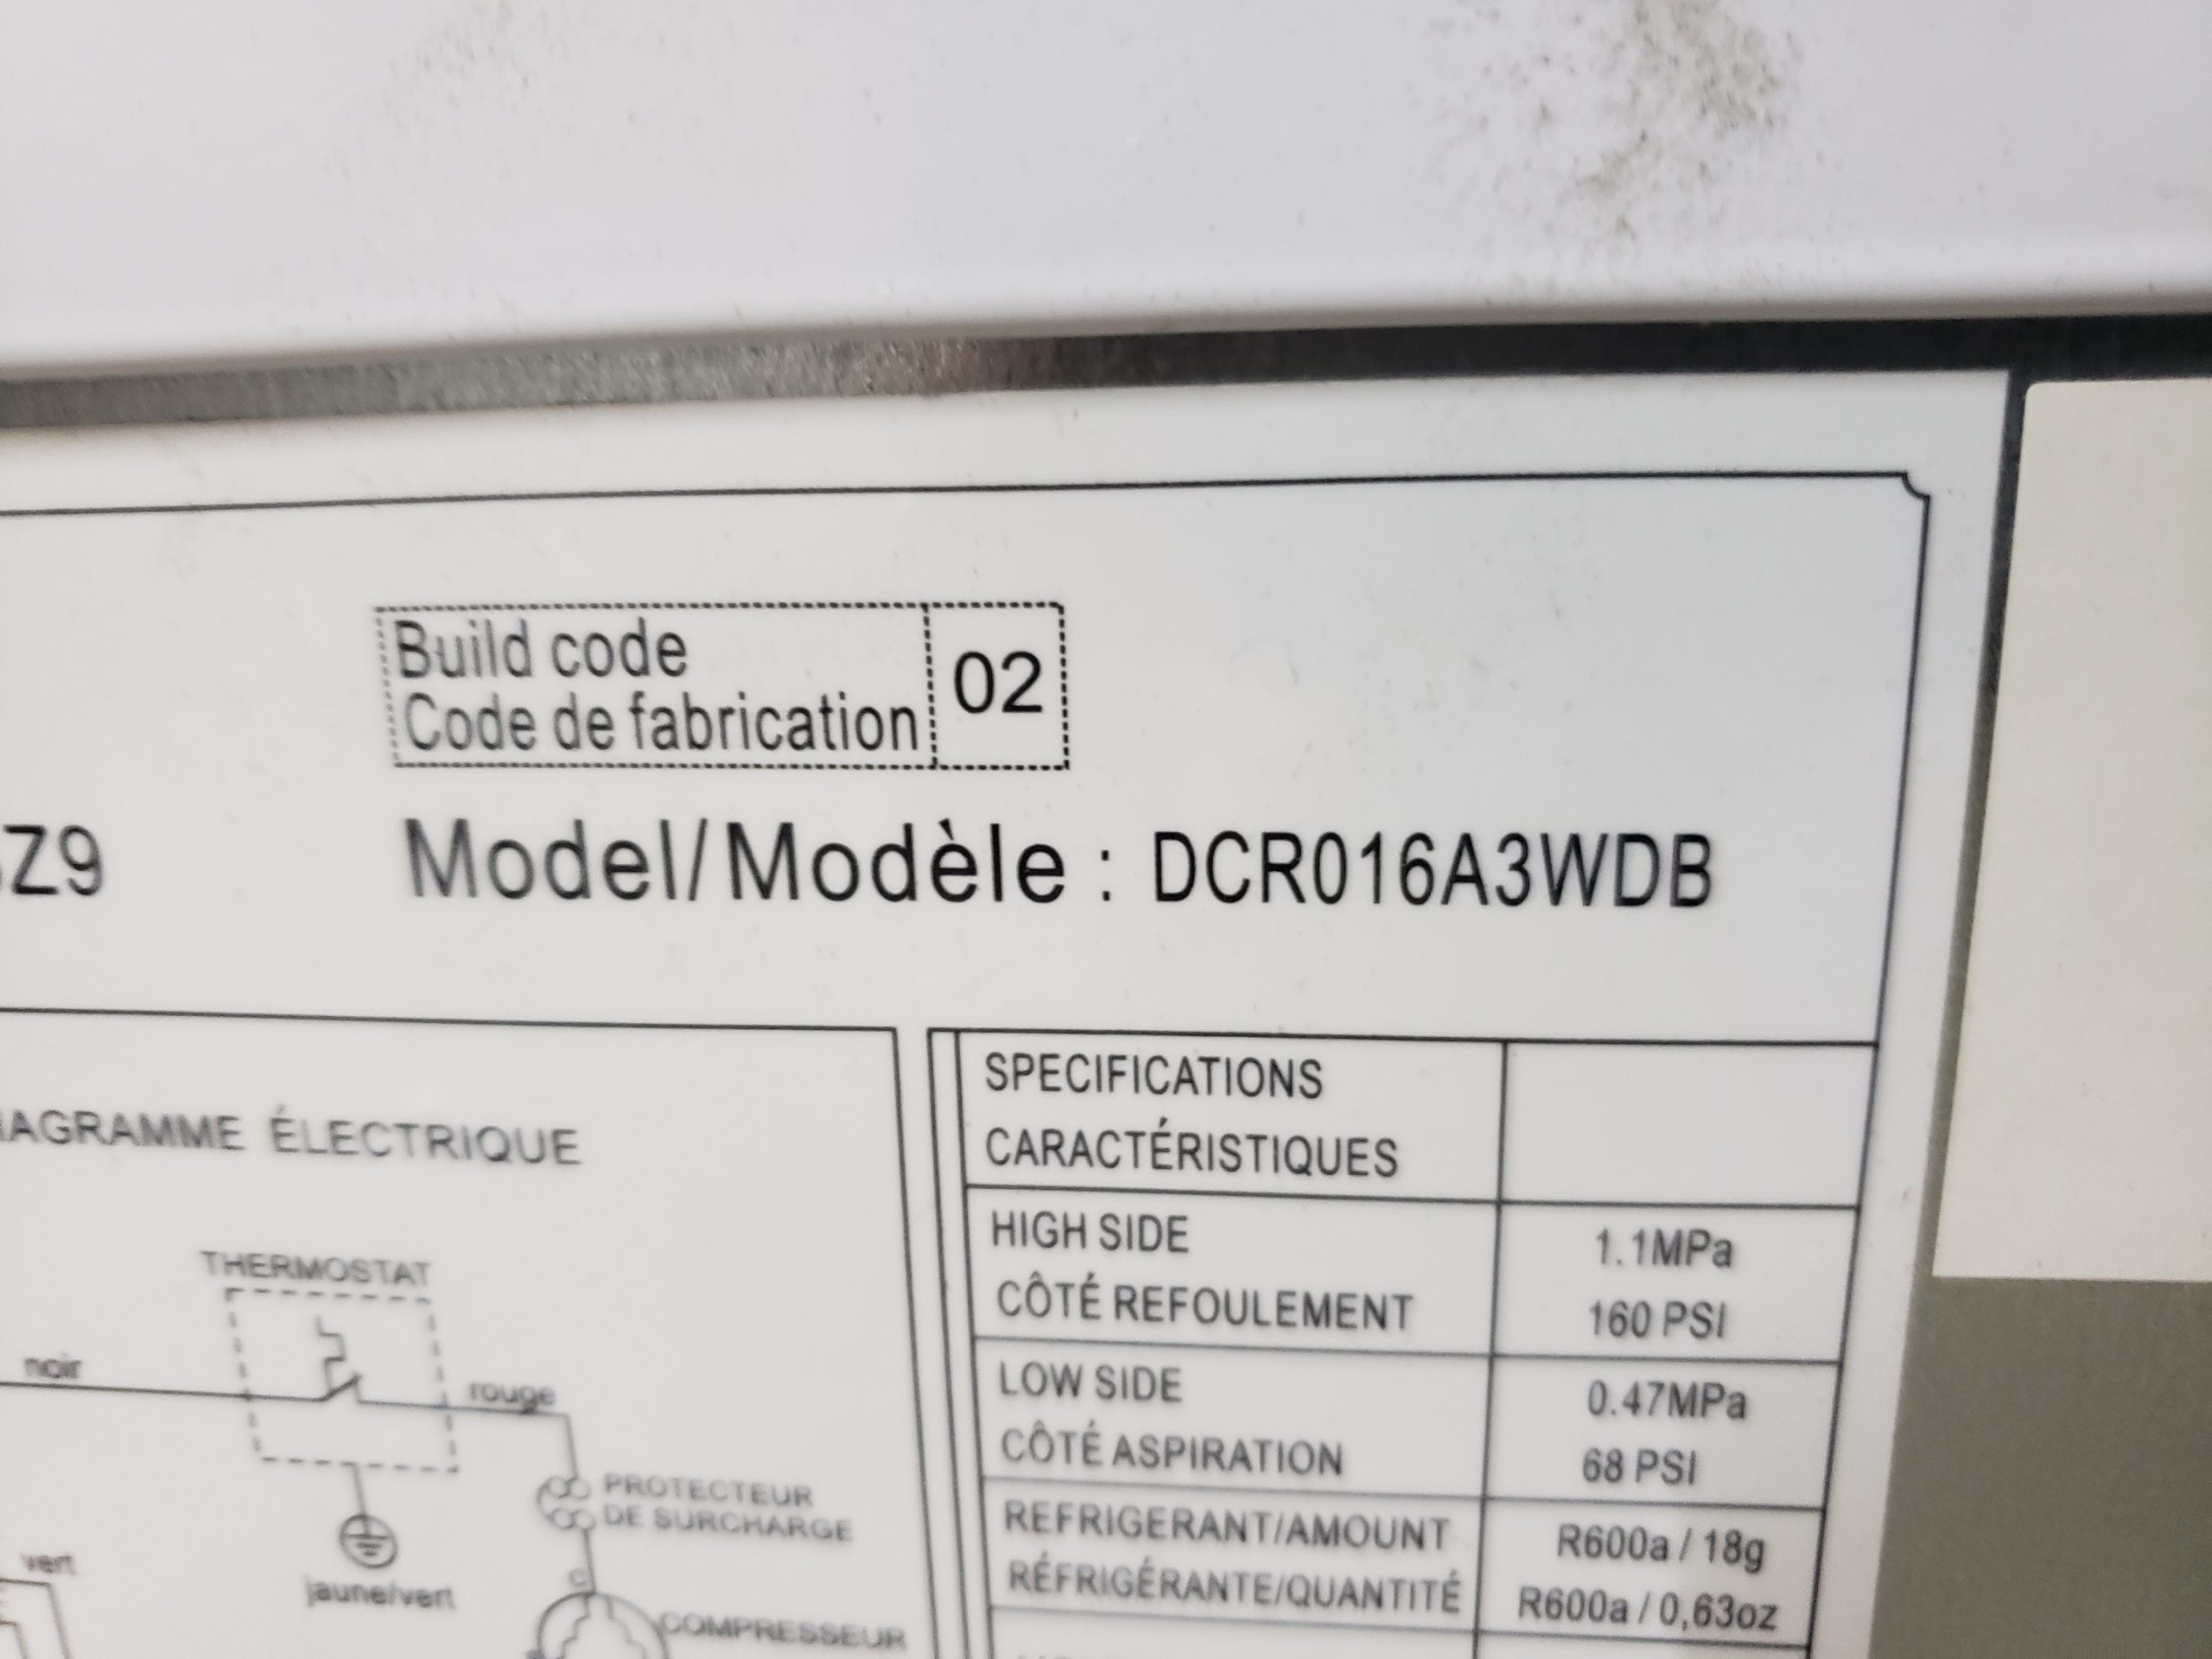 Build code
Code de fabrication
02
Z9
Model/Modèle : DCR016A3WDB
AGRAMME ÉLECTRIQUE
THERMOSTAT
noir
rouge
PROTECTEUR
DE SURCHARGE
vert
jaune/vert
C
COMPRESSEUR
SPECIFICATIONS
CARACTÉRISTIQUES
HIGH SIDE
1.1MPa
CÔTÉ REFOULEMENT
160 PSI
LOW SIDE
0.47MPa
CÔTÉ ASPIRATION
68 PSI
REFRIGERANT/AMOUNT
R600a / 18g
RÉFRIGÉRANTE/QUANTITÉ
R600a / 0,63oz